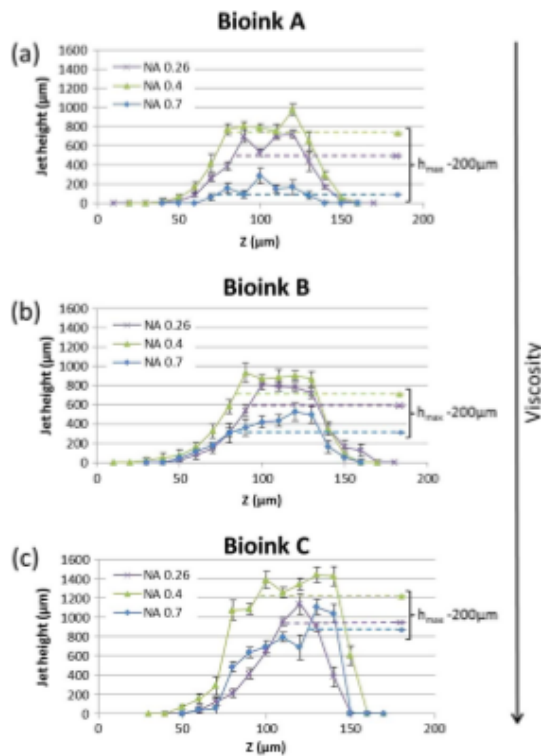 Bioink A
(a)
Jet height (µm)
1600
1400
1200
1000
800
600
400
200
0
NA 0.26
NA 0.4
NA 0.7
h max -200µm
0 50 100 150 200
Z (µm)
Bioink B
(b)
Jet height (µm)
1600
1400
1200
1000
800
600
400
200
0
NA 0.26
NA 0.4
NA 0.7
h max -200µm
0 50 100 150 200
Z (µm)
Bioink C
(c)
Jet height (µm)
1600
1400
1200
1000
800
600
400
200
0
NA 0.26
NA 0.4
NA 0.7
h max -200µm
0 50 100 150 200
Z (µm)
Viscosity